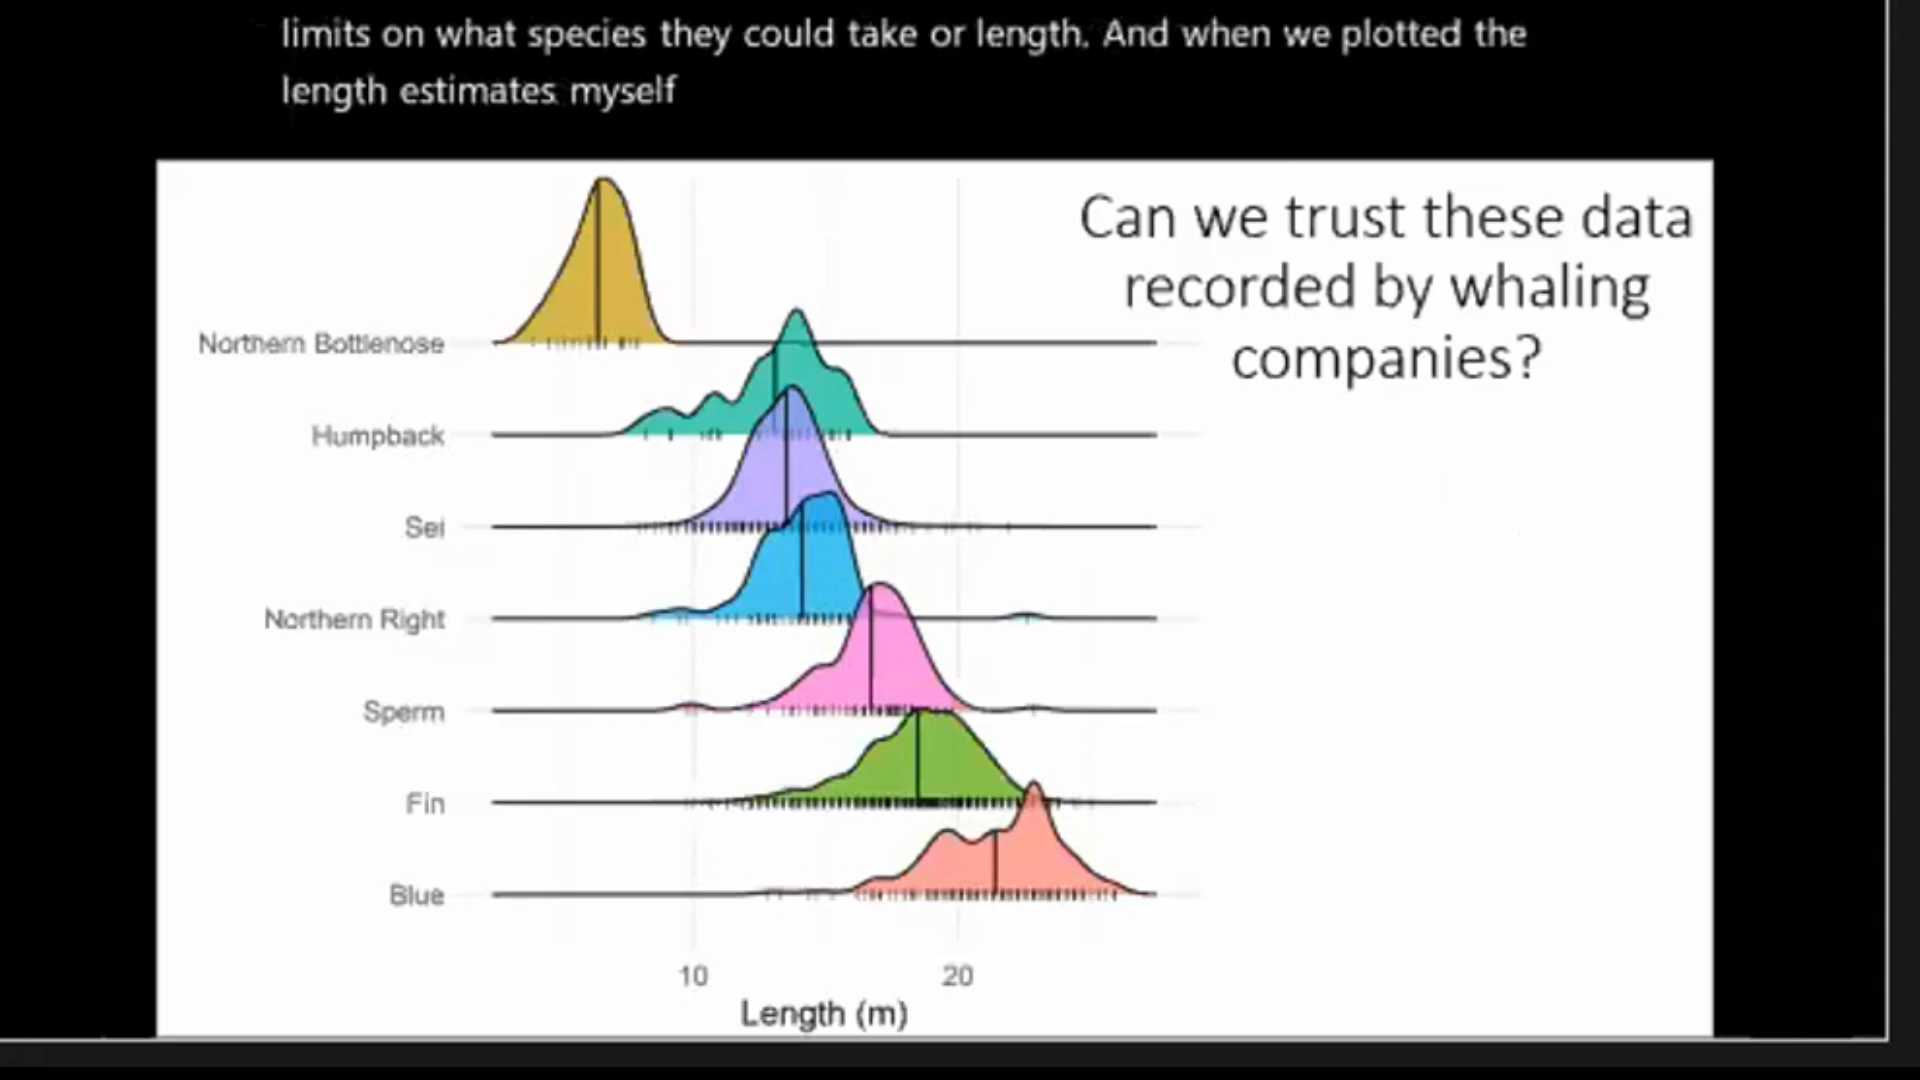 limits on what species they could take or length. And when we plotted the
length estimates myself
Can we trust these data
recorded by whaling
companies?
Northern Bottlenose
Humpback
Sei
Northern Right
Sperm
Fin
Blue
10 20
Length (m)